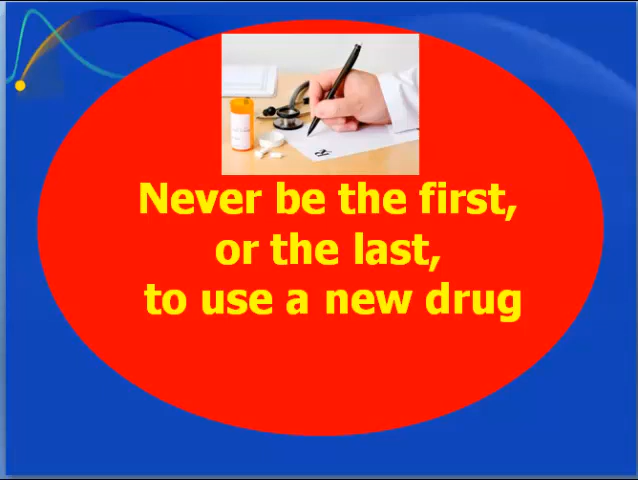 Never be the first,
or the last,
to use a new drug